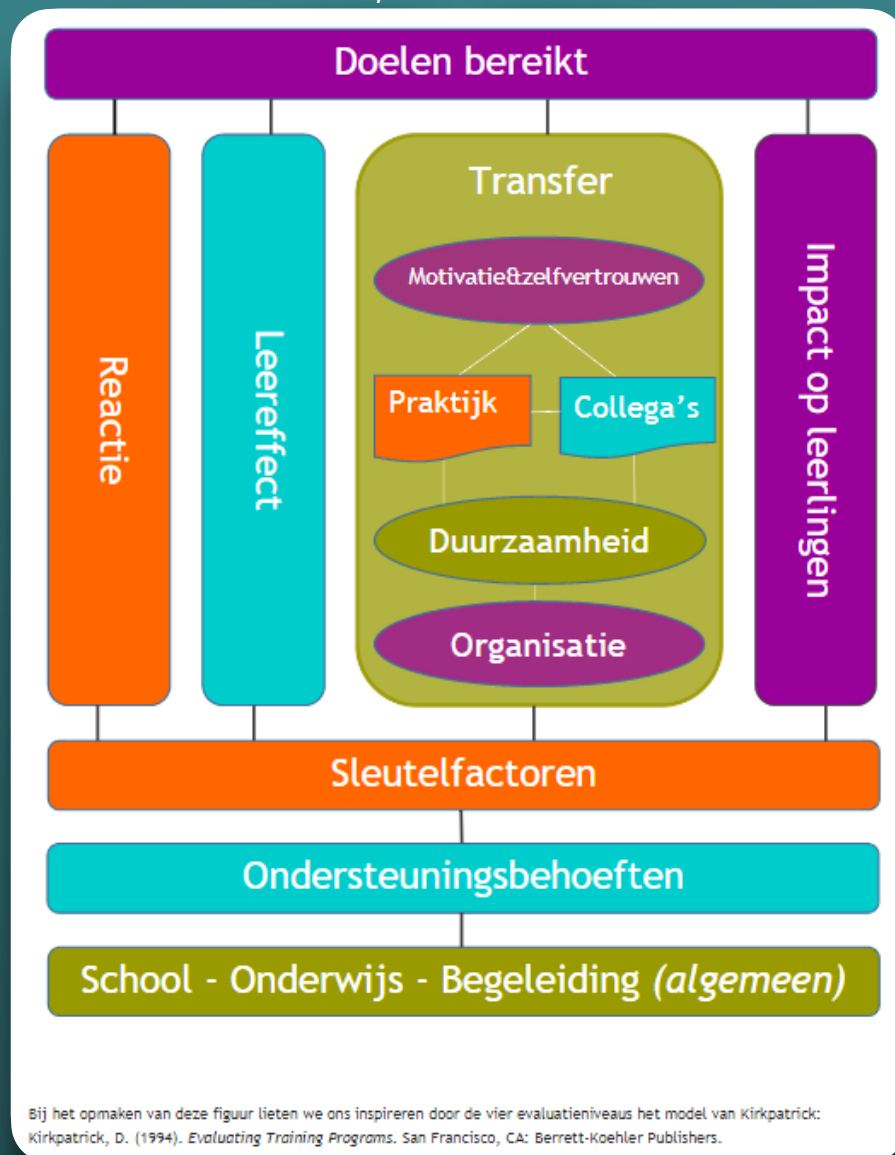 Doelen bereikt
Reactie
Leereffect
Transfer
Motivatie&zelfvertrouwen
Praktijk
Collega's
Duurzaamheid
Organisatie
Impact op leerlingen
Sleutelfactoren
Ondersteuningsbehoeften
School - Onderwijs - Begeleiding (algemeen)
Bij het opmaken van deze figuur lieten we ons inspireren door de vier evaluatieniveaus het model van Kirkpatrick:
Kirkpatrick, D. (1994). Evaluating Training Programs. San Francisco, CA: Berrett-Koehler Publishers.